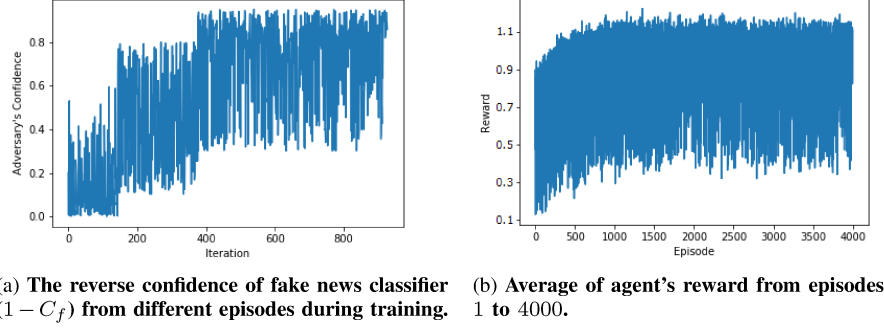 0.8
0.6
0.4
0.2
0.0
Adversary's Confidence
0 200 400 600 800
Iteration
1.1
0.9
0.7
0.5
0.3
0.1
Reward
0 500 1000 1500 2000 2500 3000 3500 4000
Episode
(a) The reverse confidence of fake news classifier
(1 − C_f) from different episodes during training.
(b) Average of agent's reward from episodes
1 to 4000.